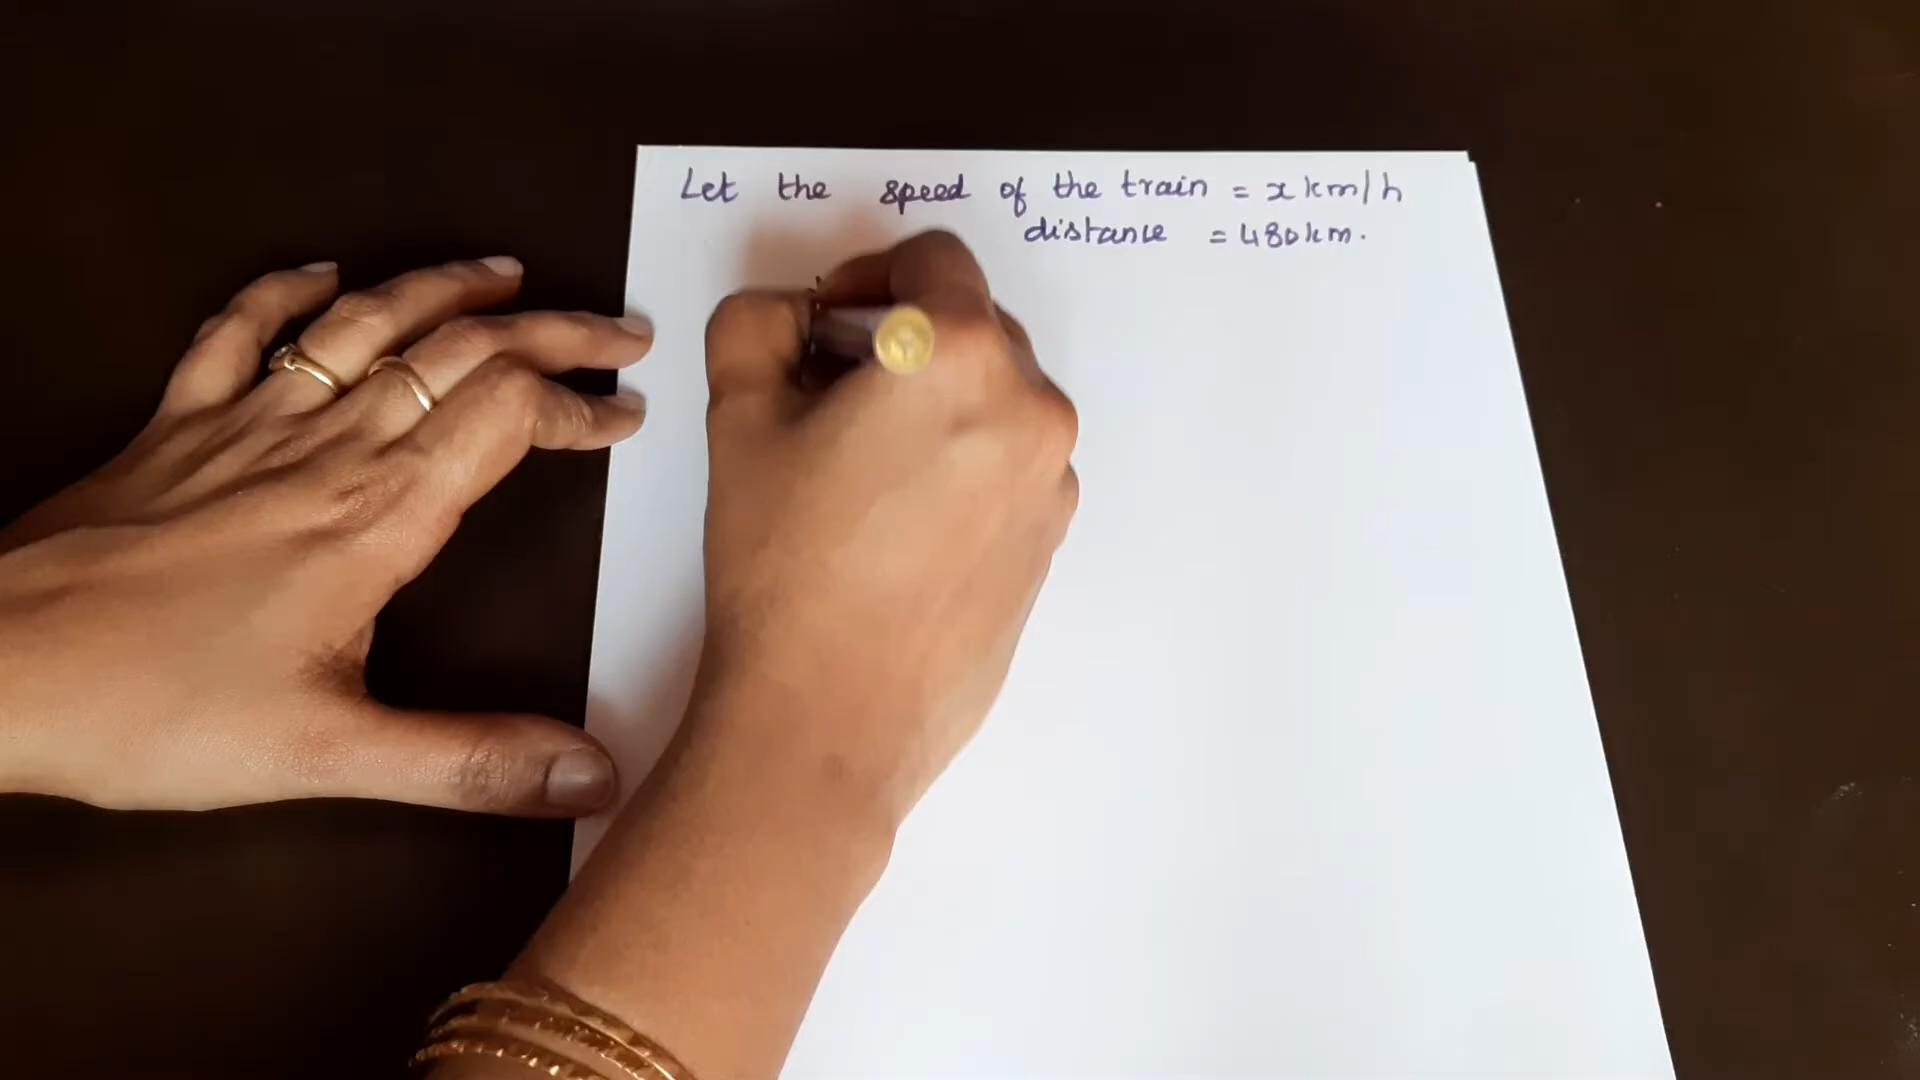 Let the speed of the train = x km/h
distance = 480km.